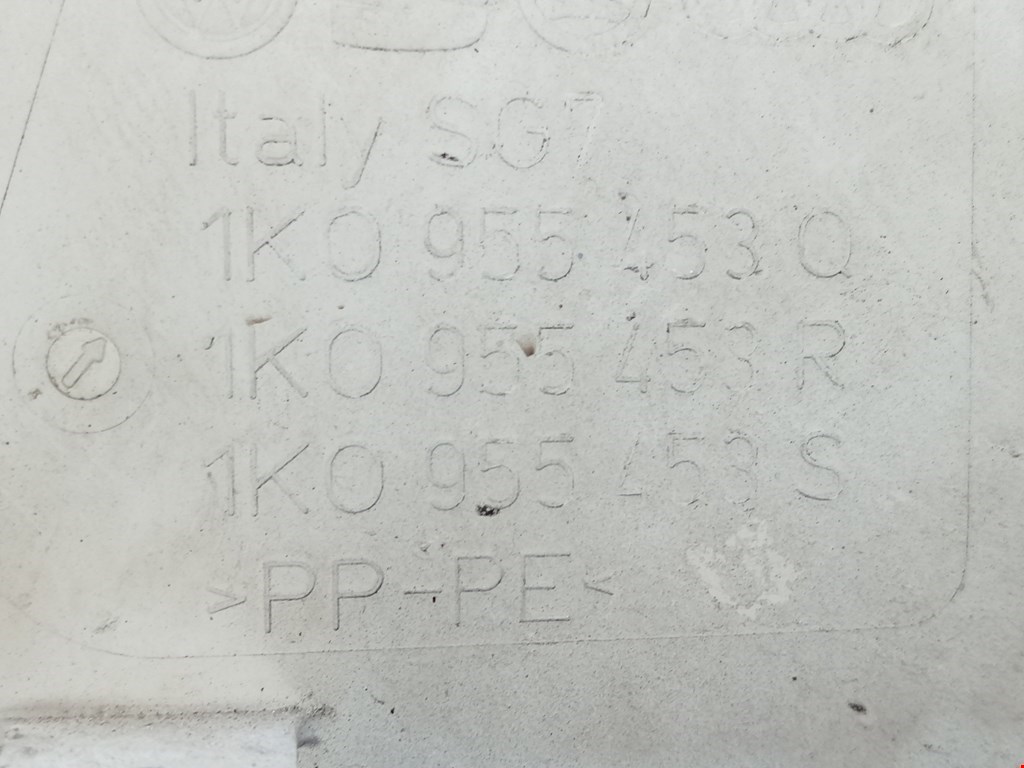 Italy SG7
1K0 955 453 Q
1K0 955 453 R
1K0 955 453 S
>PP-PE<